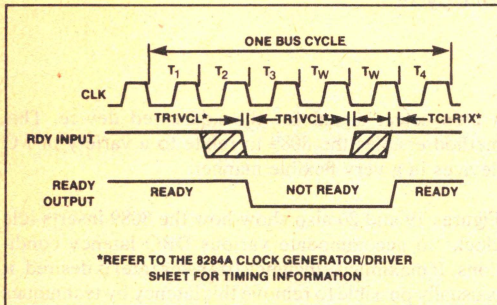 ONE BUS CYCLE
T1 T2 T3 TW TW T4
CLK
TR1VCL* TR1VCL* TCLR1X*
RDY INPUT
READY OUTPUT
READY NOT READY READY
*REFER TO THE 8284A CLOCK GENERATOR/DRIVER
SHEET FOR TIMING INFORMATION